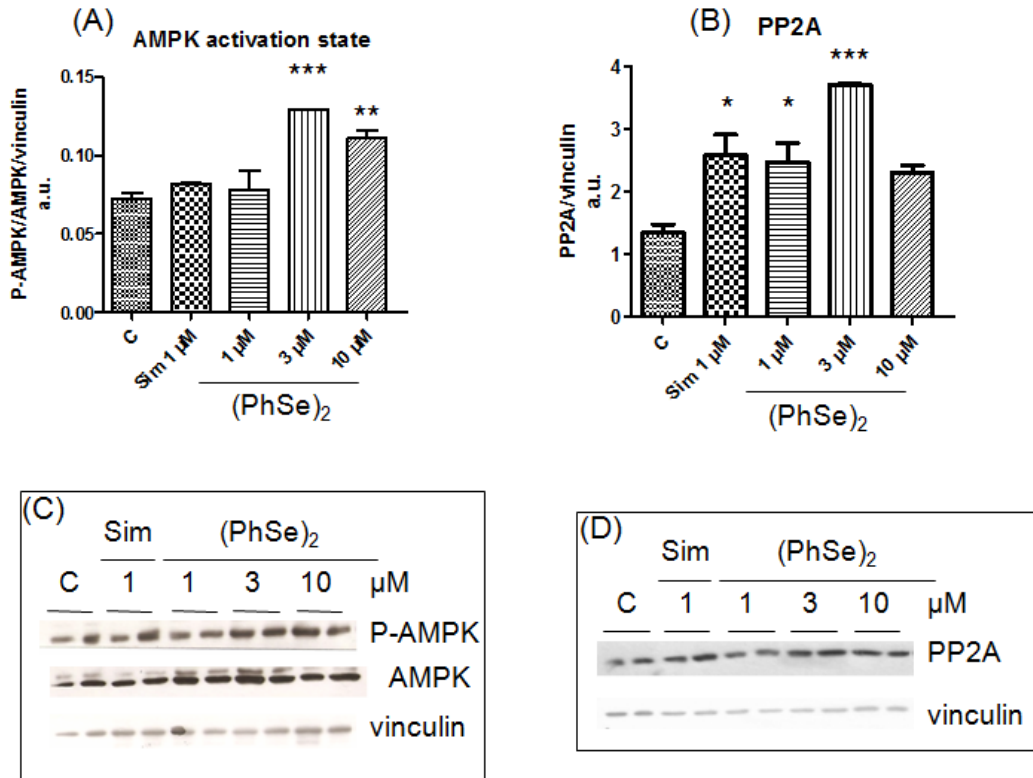 (A)
AMPK activation state
P-AMPK/AMPK/vinculin
a.u.
0.15
0.10
0.05
0.00
***
**
C
Sim 1 µM
1 µM
3 µM
10 µM
(PhSe)2
(B)
PP2A
PP2A/vinculin
a.u.
4
3
2
1
0
*
*
***
C
Sim 1 µM
1 µM
3 µM
10 µM
(PhSe)2
(C)
Sim (PhSe)2
C 1 1 3 10 µM
P-AMPK
AMPK
vinculin
(D)
Sim (PhSe)2
C 1 1 3 10 µM
PP2A
vinculin